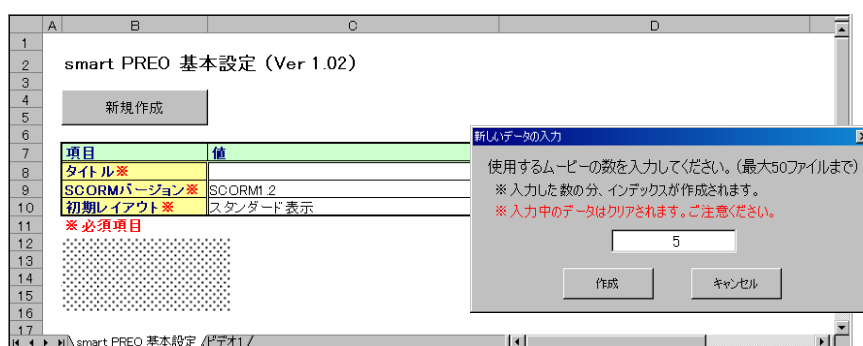 A B C D
1
2 smart PREO 基本設定 (Ver 1.02)
3
4
新規作成
5
6
7 項目 値
8 タイトル※
9 SCORMバージョン※ SCORM1.2
10 初期レイアウト※ スタンダード表示
11 ※必須項目
12
13
14
15
16
17
smart PREO 基本設定 ビデオ1
新しいデータの入力
使用するムービーの数を入力してください。(最大50ファイルまで)
※入力した数の分、インデックスが作成されます。
※入力中のデータはクリアされます。ご注意ください。
5
作成 キャンセル